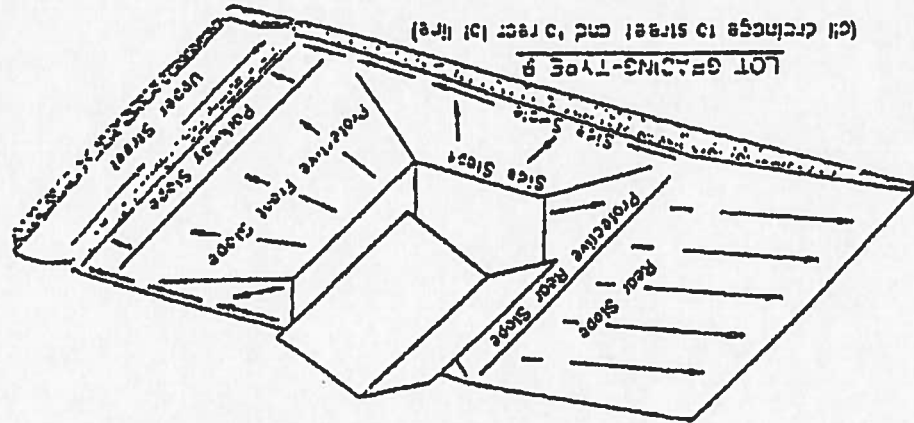 LOT GRADING-TYPE B
(all drainage to street and to rear lot line)
Rear Slope
Protective Rear Slope
Side Slope
Side Swale
Protective Front Slope
Parkway Slope
Upper Street